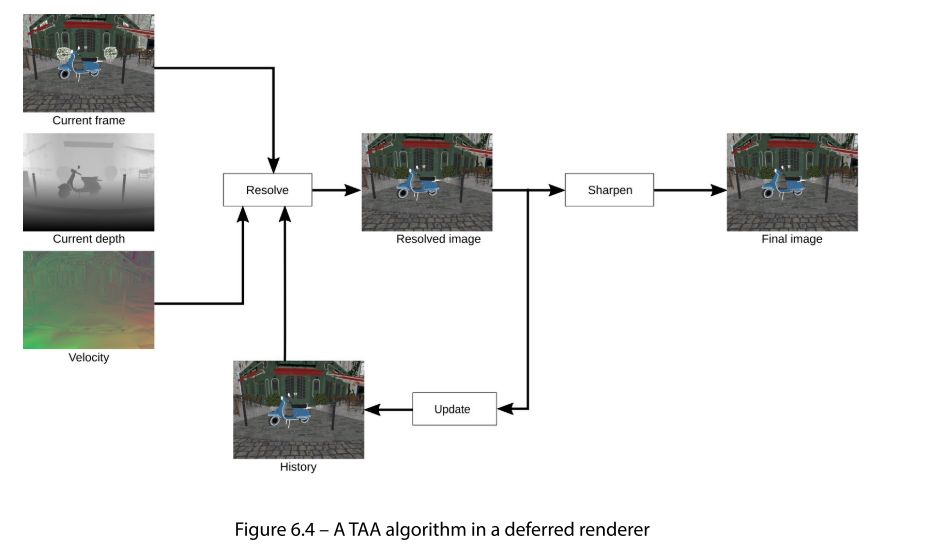 Current frame
Current depth
Velocity
Resolve
Resolved image
Sharpen
Final image
Update
History
Figure 6.4 – A TAA algorithm in a deferred renderer